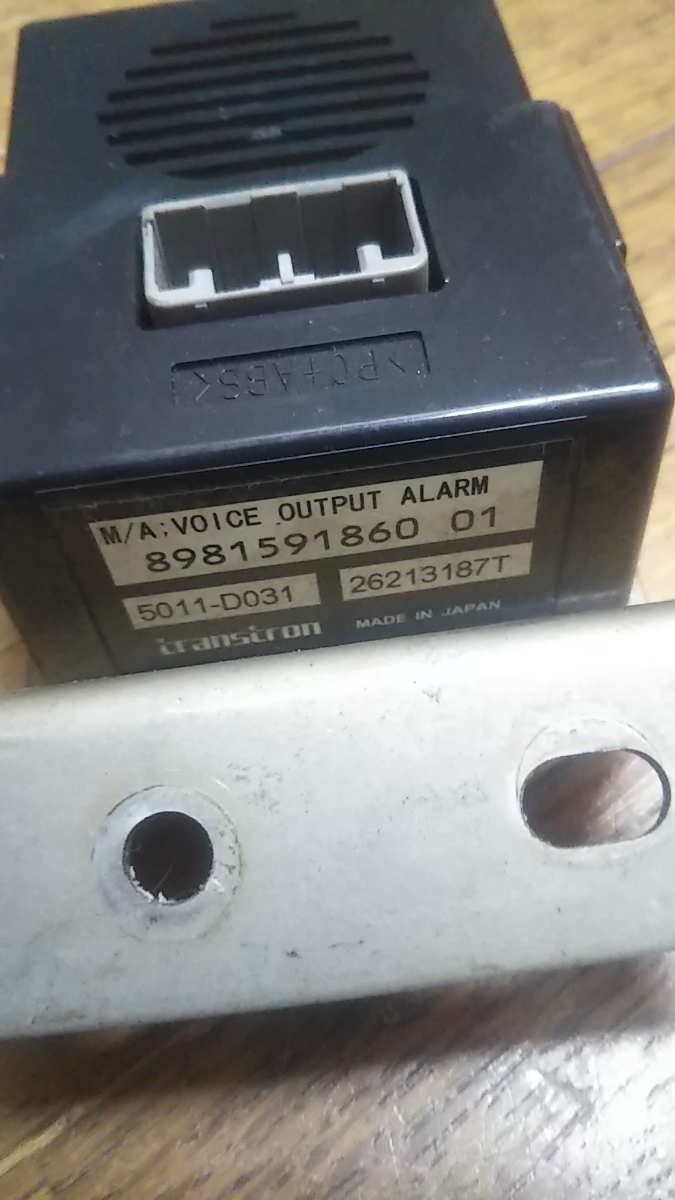 >PC+ABS<
M/A;VOICE OUTPUT ALARM
8981591860 01
5011-D031 26213187T
transtron MADE IN JAPAN